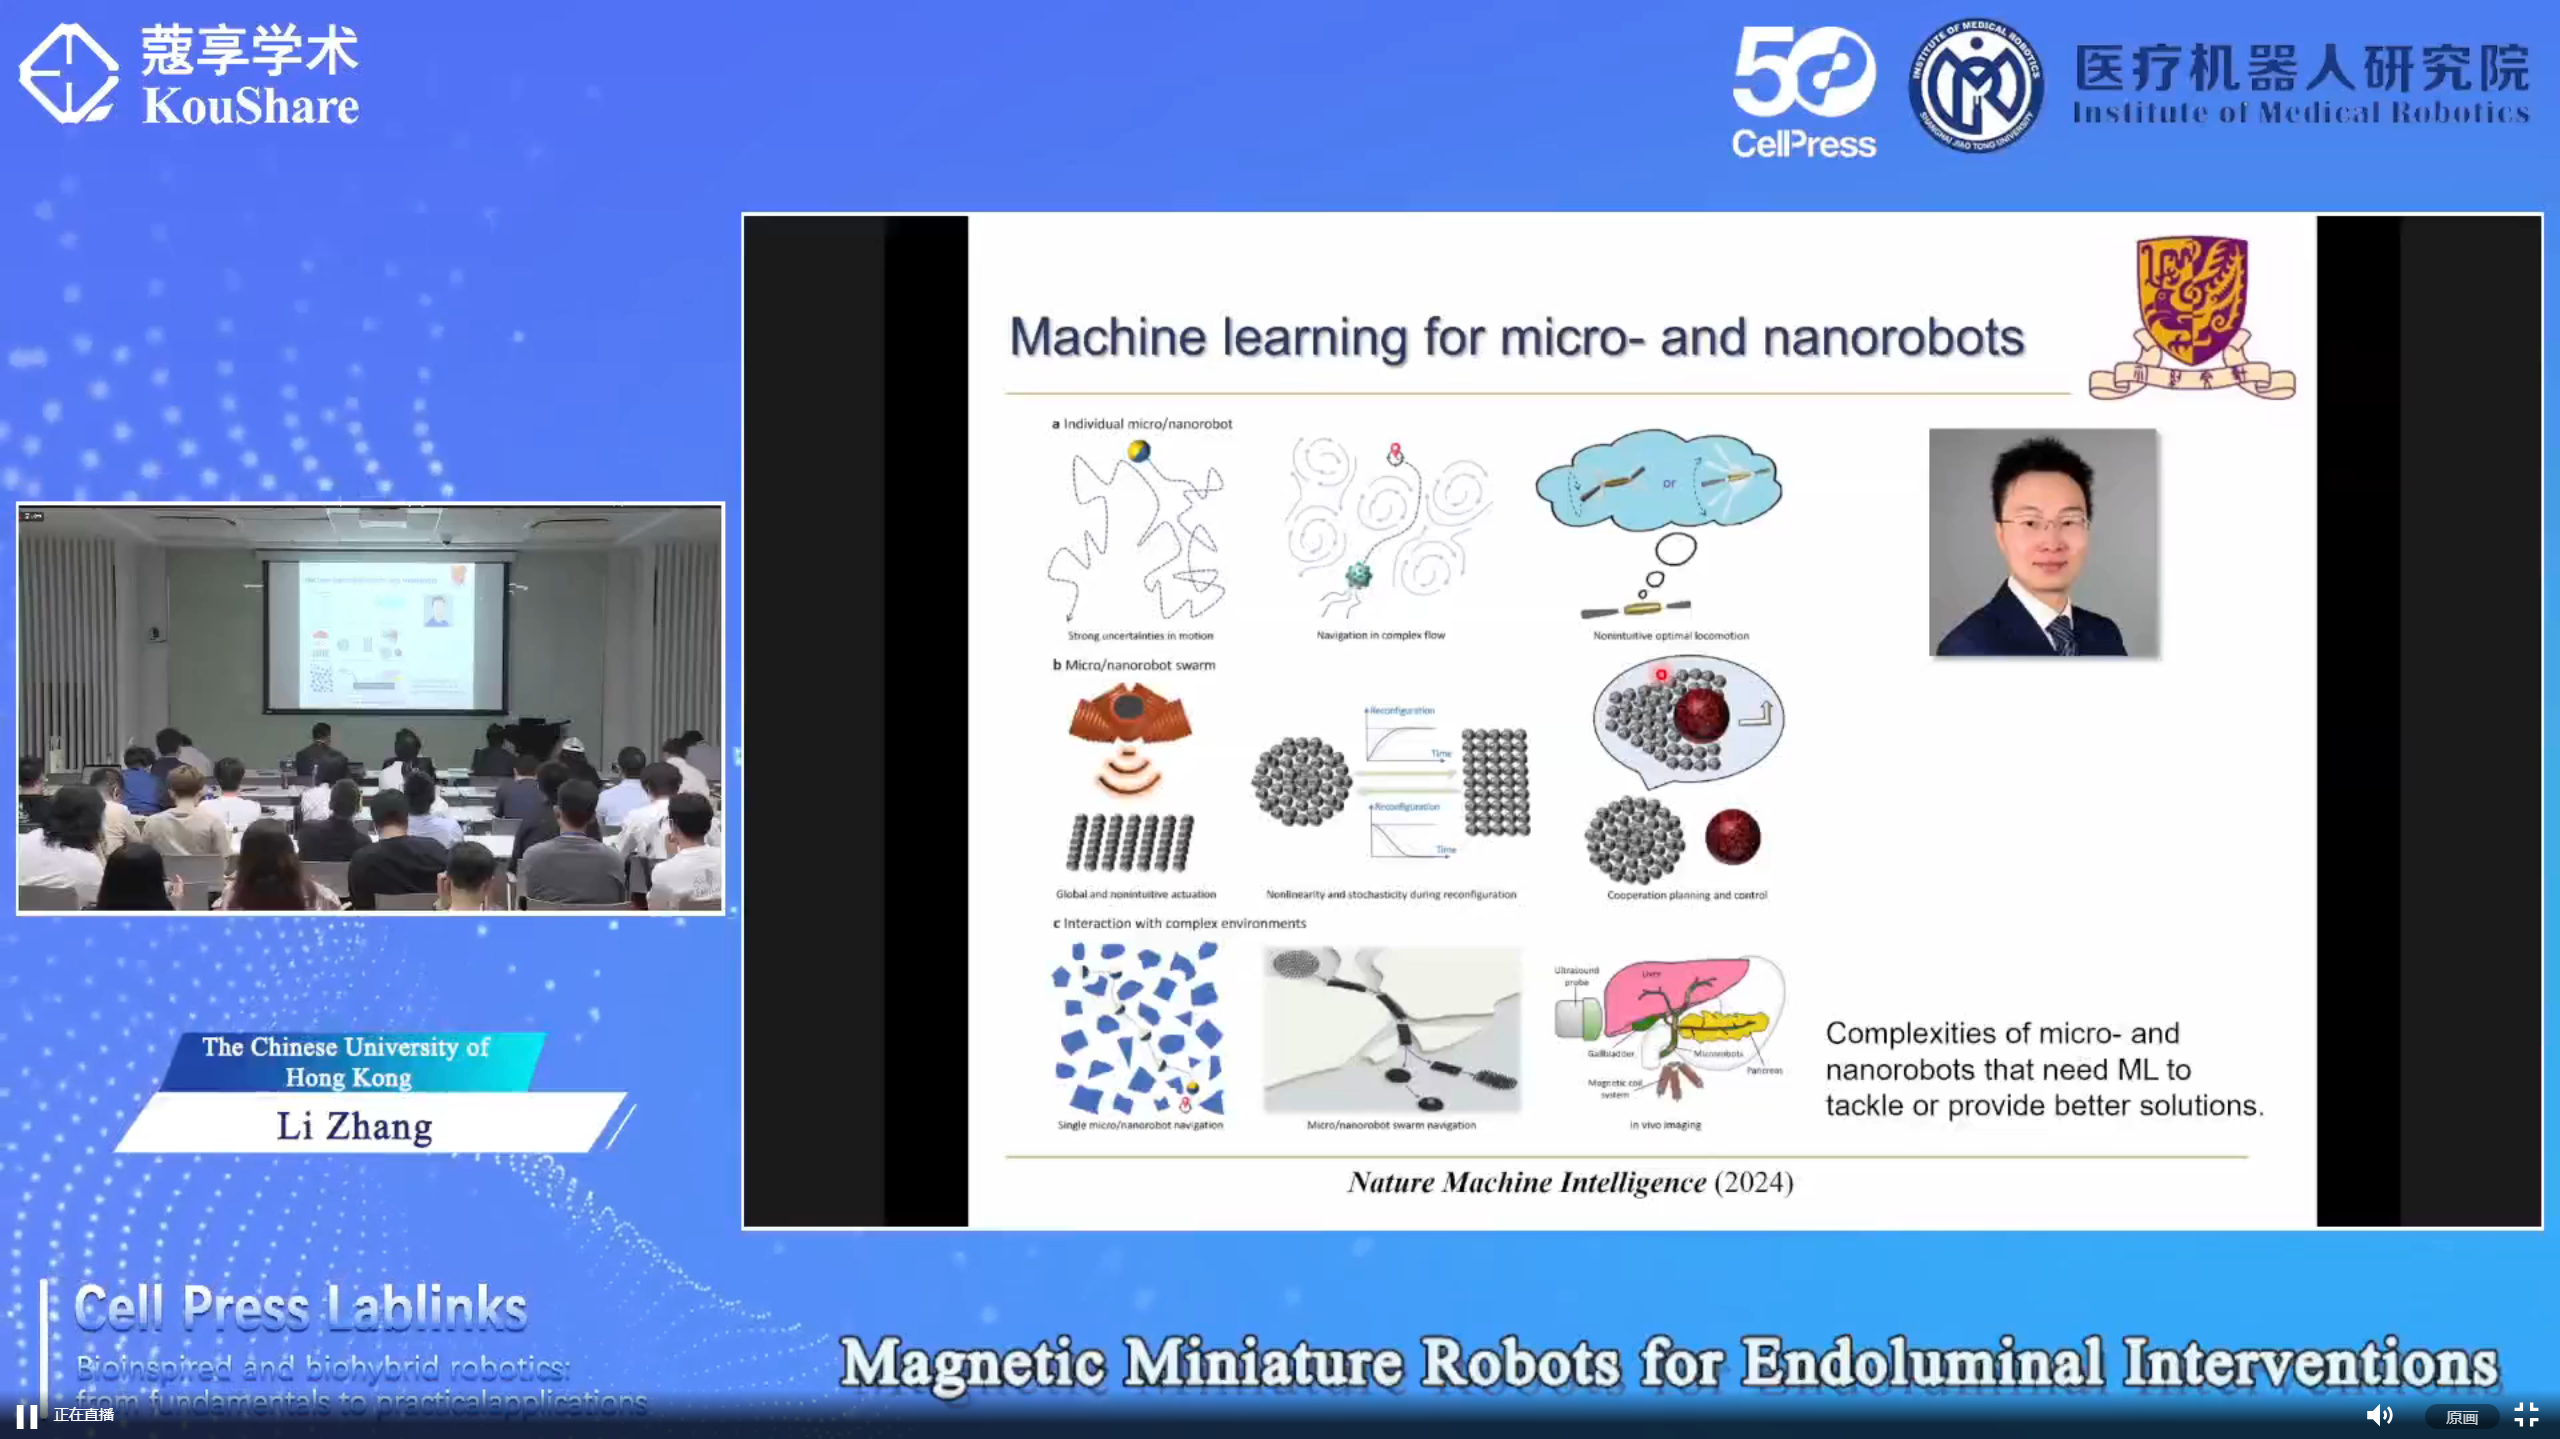 蔻享学术
KouShare
50
CellPress
INSTITUTE OF MEDICAL ROBOTICS
SHANGHAI JIAO TONG UNIVERSITY
医疗机器人研究院
Institute of Medical Robotics
Machine learning for micro- and nanorobots
a Individual micro/nanorobot
or
Strong uncertainties in motion
Navigation in complex flow
Nonintuitive optimal locomotion
b Micro/nanorobot swarm
Reconfiguration
Time
Reconfiguration
Time
Global and nonintuitive actuation
Nonlinearity and stochasticity during reconfiguration
Cooperation planning and control
c Interaction with complex environments
Ultrasound
probe
Liver
Gallbladder
Microrobots
Pancreas
Magnetic coil
system
Single micro/nanorobot navigation
Micro/nanorobot swarm navigation
In vivo imaging
Complexities of micro- and
nanorobots that need ML to
tackle or provide better solutions.
Nature Machine Intelligence (2024)
The Chinese University of
Hong Kong
Li Zhang
Cell Press Lablinks
Bioinspired and biohybrid robotics:
from fundamentals to practicalapplications
Magnetic Miniature Robots for Endoluminal Interventions
正在直播
原画